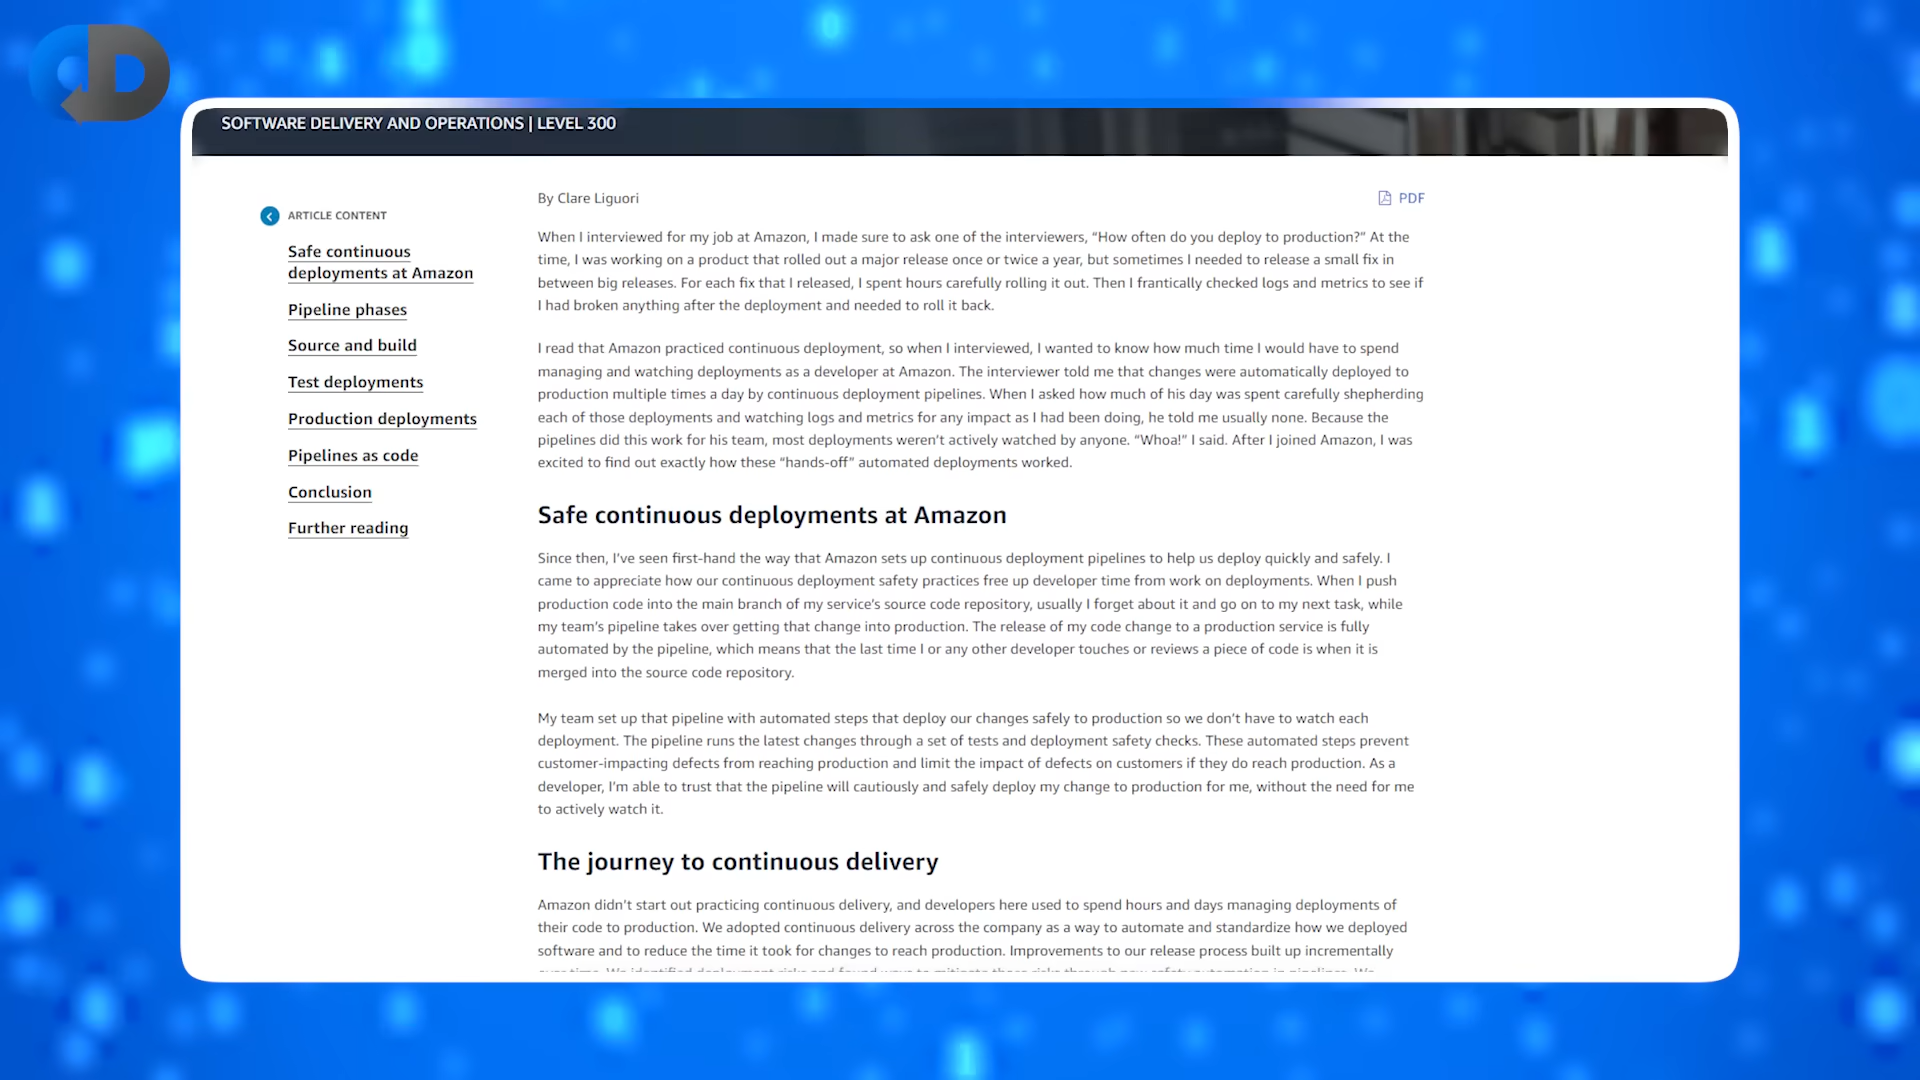 SOFTWARE DELIVERY AND OPERATIONS | LEVEL 300
ARTICLE CONTENT
Safe continuous
deployments at Amazon
Pipeline phases
Source and build
Test deployments
Production deployments
Pipelines as code
Conclusion
Further reading
By Clare Liguori
PDF
When I interviewed for my job at Amazon, I made sure to ask one of the interviewers, “How often do you deploy to production?” At the
time, I was working on a product that rolled out a major release once or twice a year, but sometimes I needed to release a small fix in
between big releases. For each fix that I released, I spent hours carefully rolling it out. Then I frantically checked logs and metrics to see if
I had broken anything after the deployment and needed to roll it back.
I read that Amazon practiced continuous deployment, so when I interviewed, I wanted to know how much time I would have to spend
managing and watching deployments as a developer at Amazon. The interviewer told me that changes were automatically deployed to
production multiple times a day by continuous deployment pipelines. When I asked how much of his day was spent carefully shepherding
each of those deployments and watching logs and metrics for any impact as I had been doing, he told me usually none. Because the
pipelines did this work for his team, most deployments weren’t actively watched by anyone. “Whoa!” I said. After I joined Amazon, I was
excited to find out exactly how these “hands-off” automated deployments worked.
Safe continuous deployments at Amazon
Since then, I’ve seen first-hand the way that Amazon sets up continuous deployment pipelines to help us deploy quickly and safely. I
came to appreciate how our continuous deployment safety practices free up developer time from work on deployments. When I push
production code into the main branch of my service’s source code repository, usually I forget about it and go on to my next task, while
my team’s pipeline takes over getting that change into production. The release of my code change to a production service is fully
automated by the pipeline, which means that the last time I or any other developer touches or reviews a piece of code is when it is
merged into the source code repository.
My team set up that pipeline with automated steps that deploy our changes safely to production so we don’t have to watch each
deployment. The pipeline runs the latest changes through a set of tests and deployment safety checks. These automated steps prevent
customer-impacting defects from reaching production and limit the impact of defects on customers if they do reach production. As a
developer, I’m able to trust that the pipeline will cautiously and safely deploy my change to production for me, without the need for me
to actively watch it.
The journey to continuous delivery
Amazon didn’t start out practicing continuous delivery, and developers here used to spend hours and days managing deployments of
their code to production. We adopted continuous delivery across the company as a way to automate and standardize how we deployed
software and to reduce the time it took for changes to reach production. Improvements to our release process built up incrementally